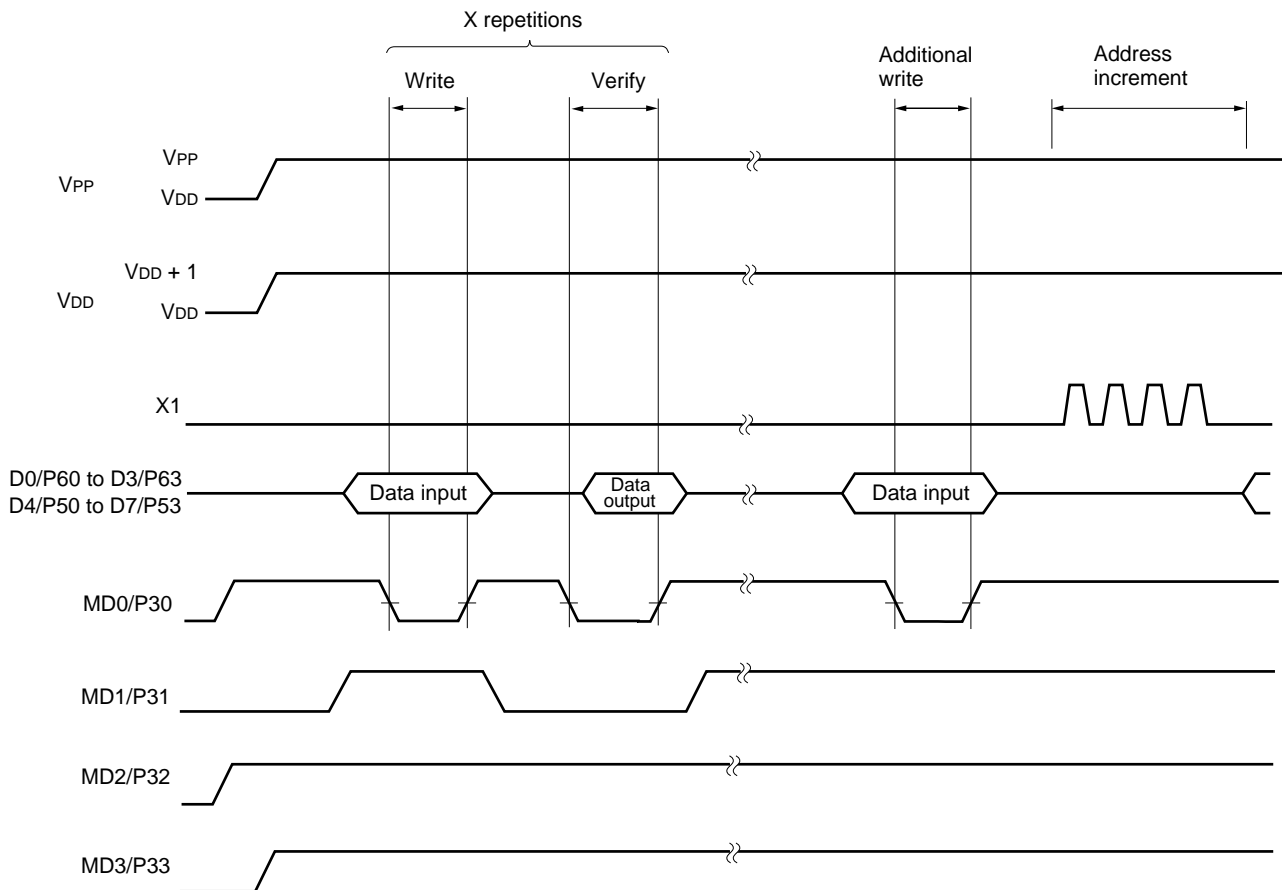 X repetitions
Write
Verify
Additional
write
Address
increment
VPP
VPP
VDD
VDD + 1
VDD
VDD
X1
D0/P60 to D3/P63
D4/P50 to D7/P53
Data input
Data
output
Data input
MD0/P30
MD1/P31
MD2/P32
MD3/P33